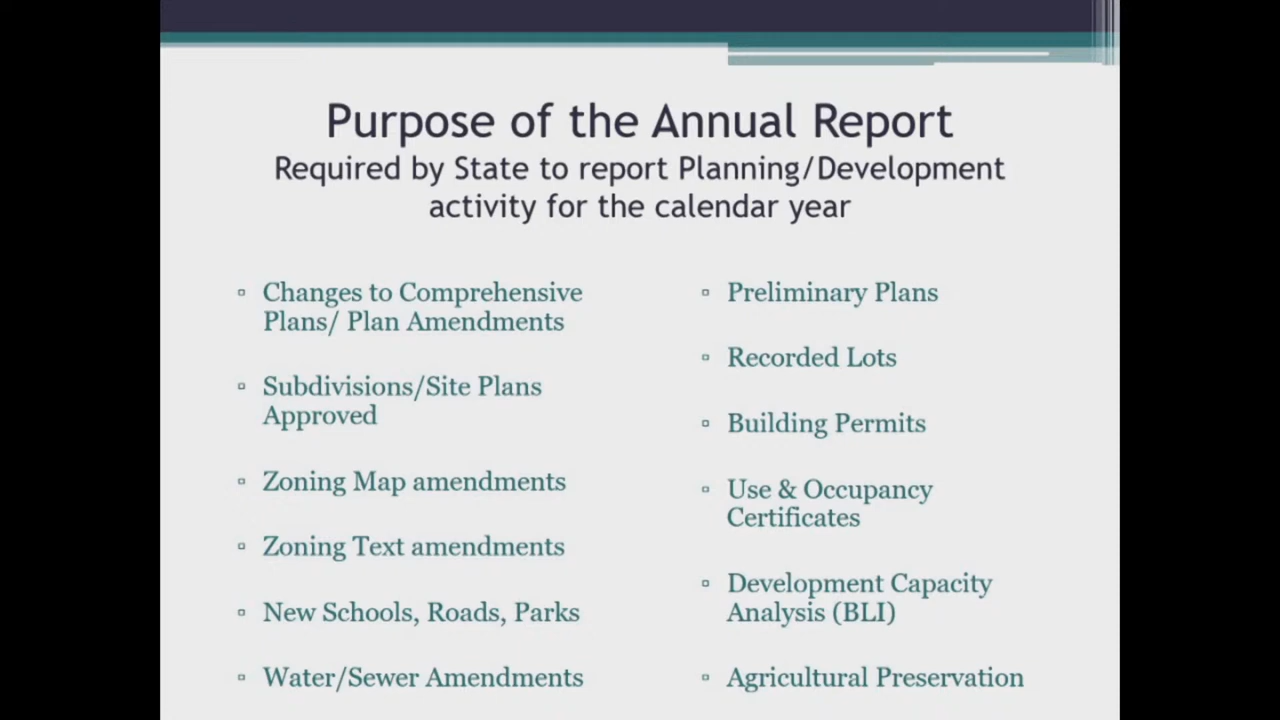 Purpose of the Annual Report
Required by State to report Planning/Development
activity for the calendar year
▫ Changes to Comprehensive
Plans/ Plan Amendments
▫ Subdivisions/Site Plans
Approved
▫ Zoning Map amendments
▫ Zoning Text amendments
▫ New Schools, Roads, Parks
▫ Water/Sewer Amendments
▫ Preliminary Plans
▫ Recorded Lots
▫ Building Permits
▫ Use & Occupancy
Certificates
▫ Development Capacity
Analysis (BLI)
▫ Agricultural Preservation